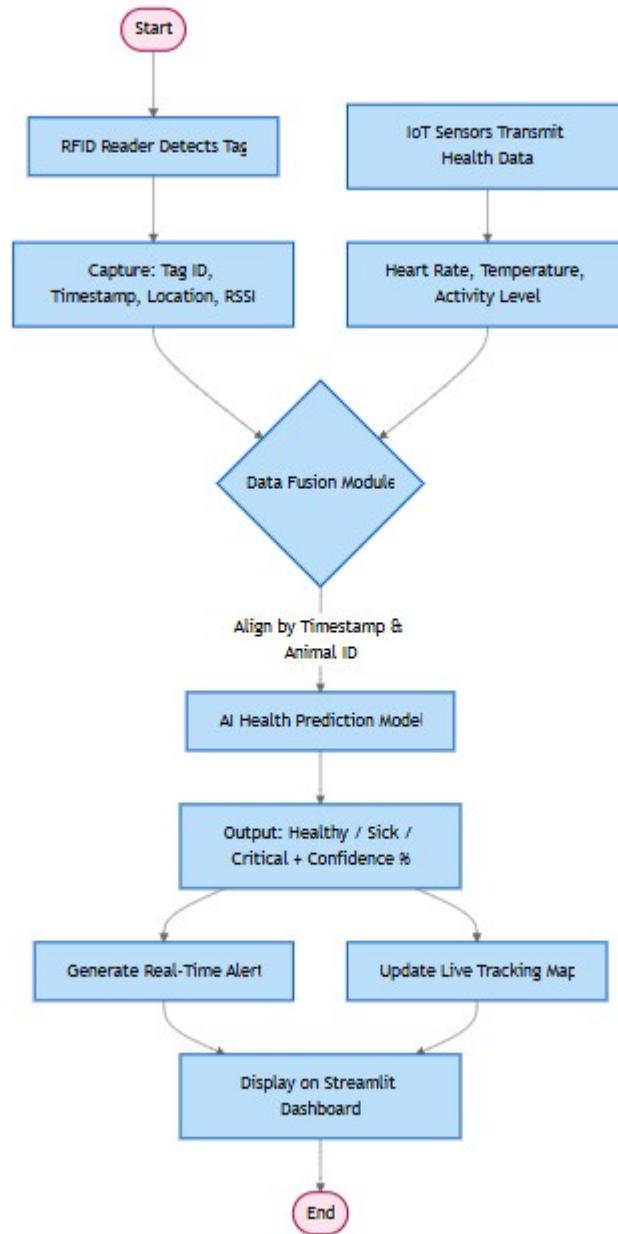 Start
RFID Reader Detects Tag
IoT Sensors Transmit
Health Data
Capture: Tag ID,
Timestamp, Location, RSSI
Heart Rate, Temperature,
Activity Level
Data Fusion Module
Align by Timestamp &
Animal ID
AI Health Prediction Model
Output: Healthy / Sick /
Critical + Confidence %
Generate Real-Time Alert
Update Live Tracking Map
Display on Streamlit
Dashboard
End